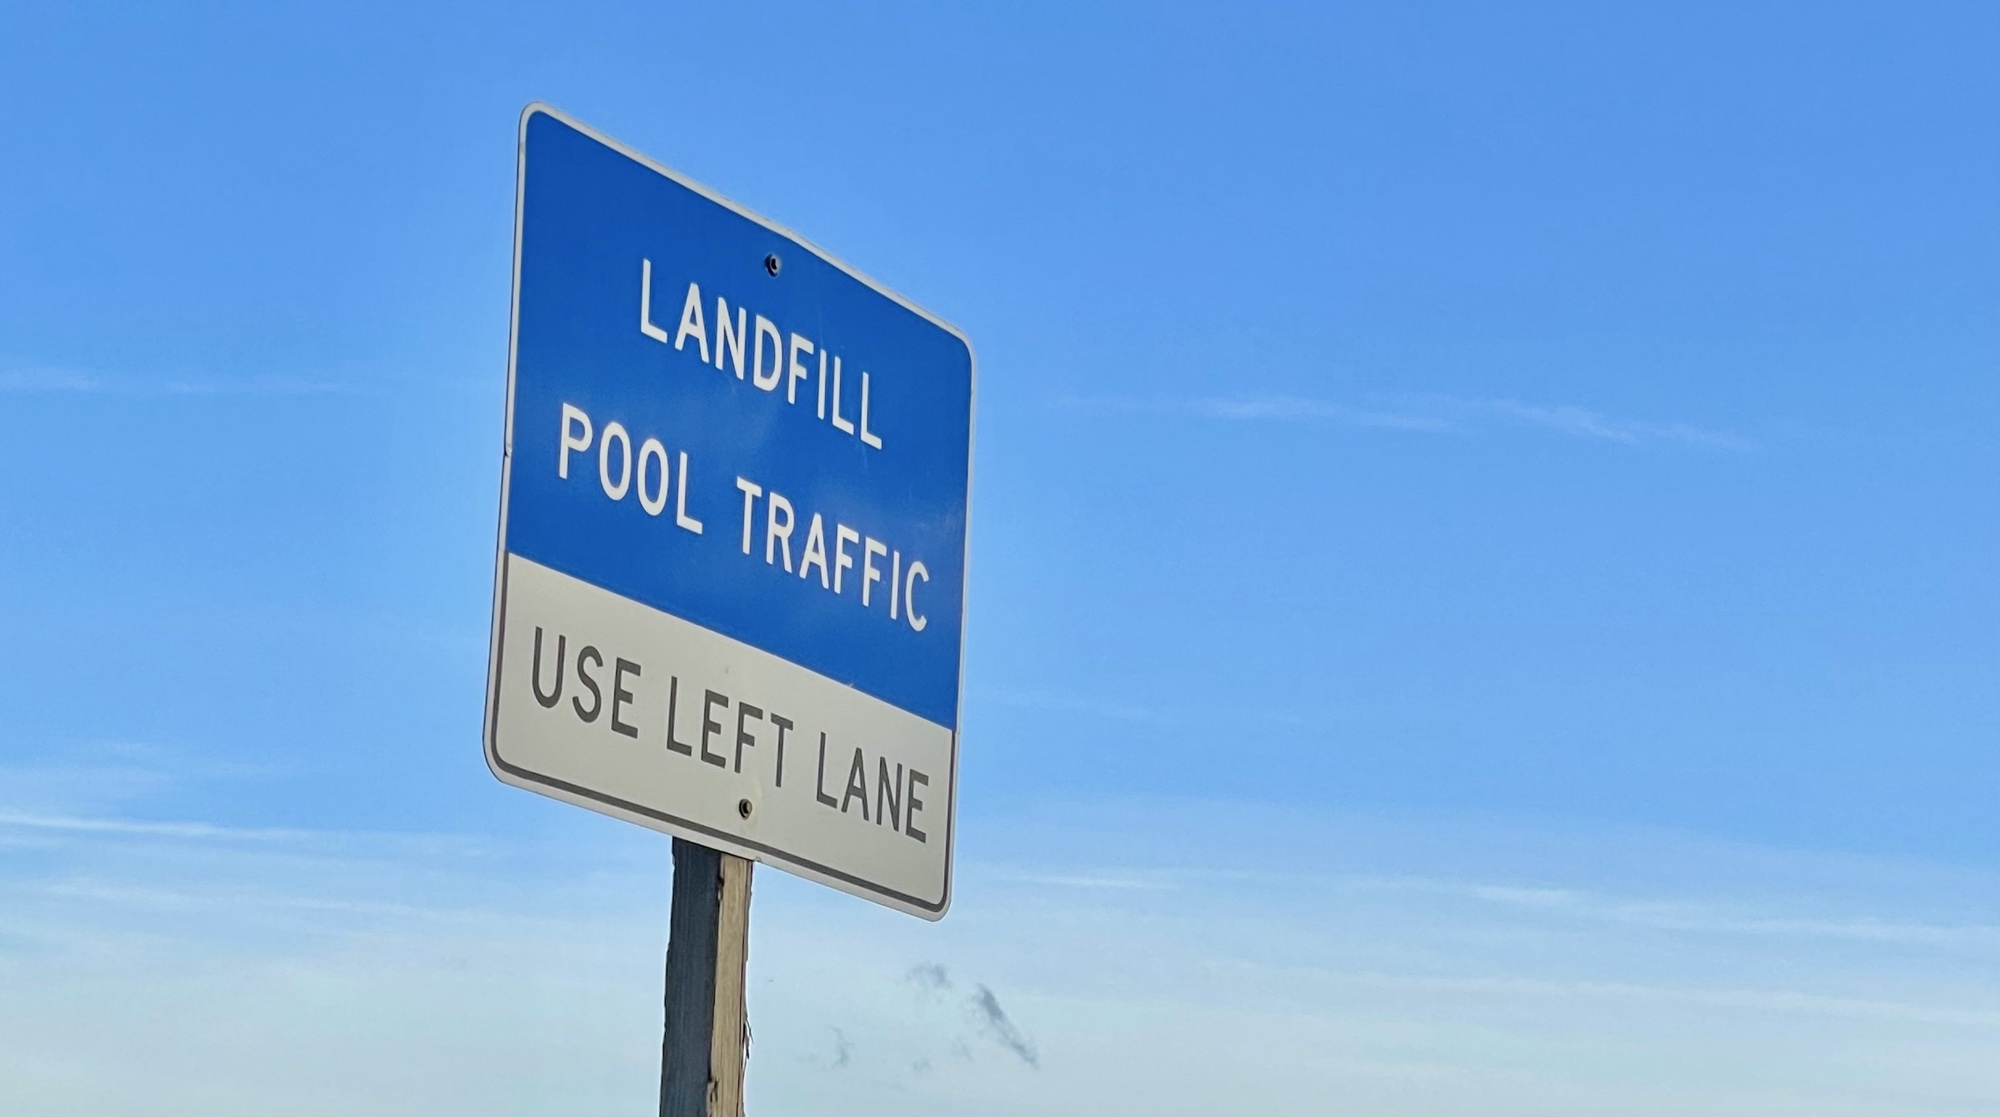 LANDFILL
POOL TRAFFIC
USE LEFT LANE